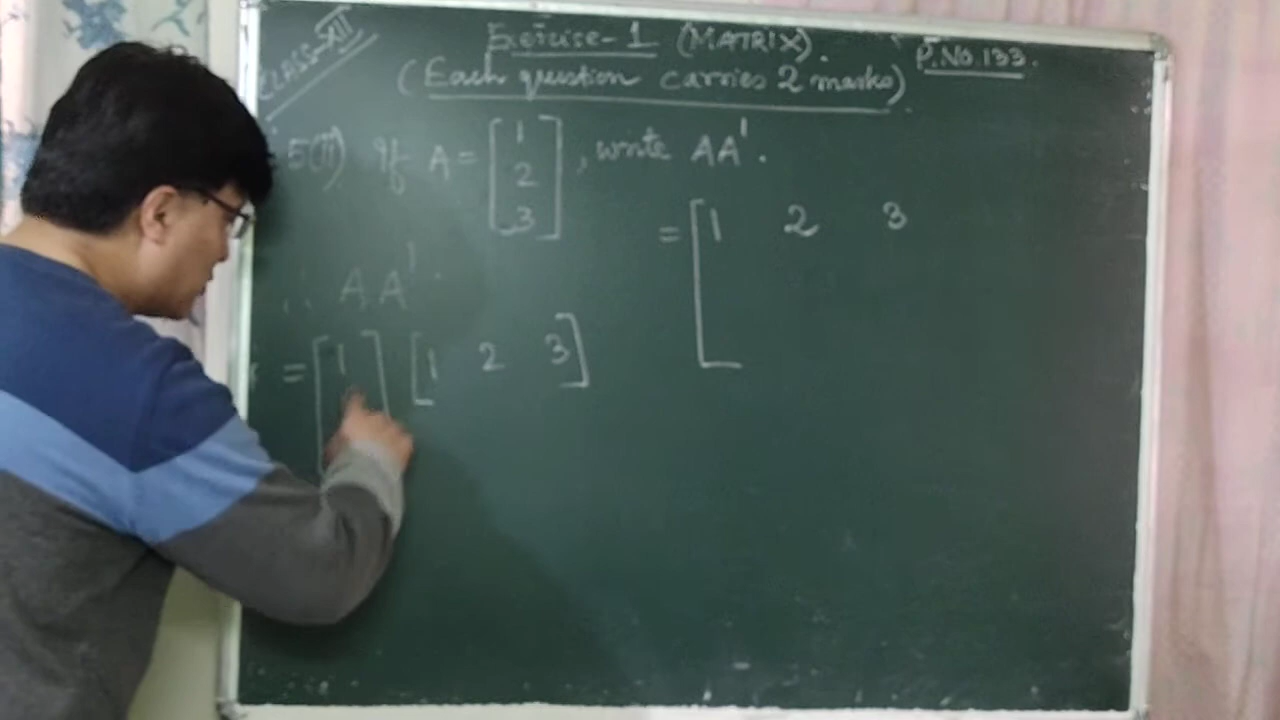 CLASS-XII
Exercise-1 (MATRIX).
P.No.133.
(Each question carries 2 marks)
5(II) If A = [1 2 3], write AA'.
∴ AA'
= [1 ] [1 2 3]
= [1 2 3